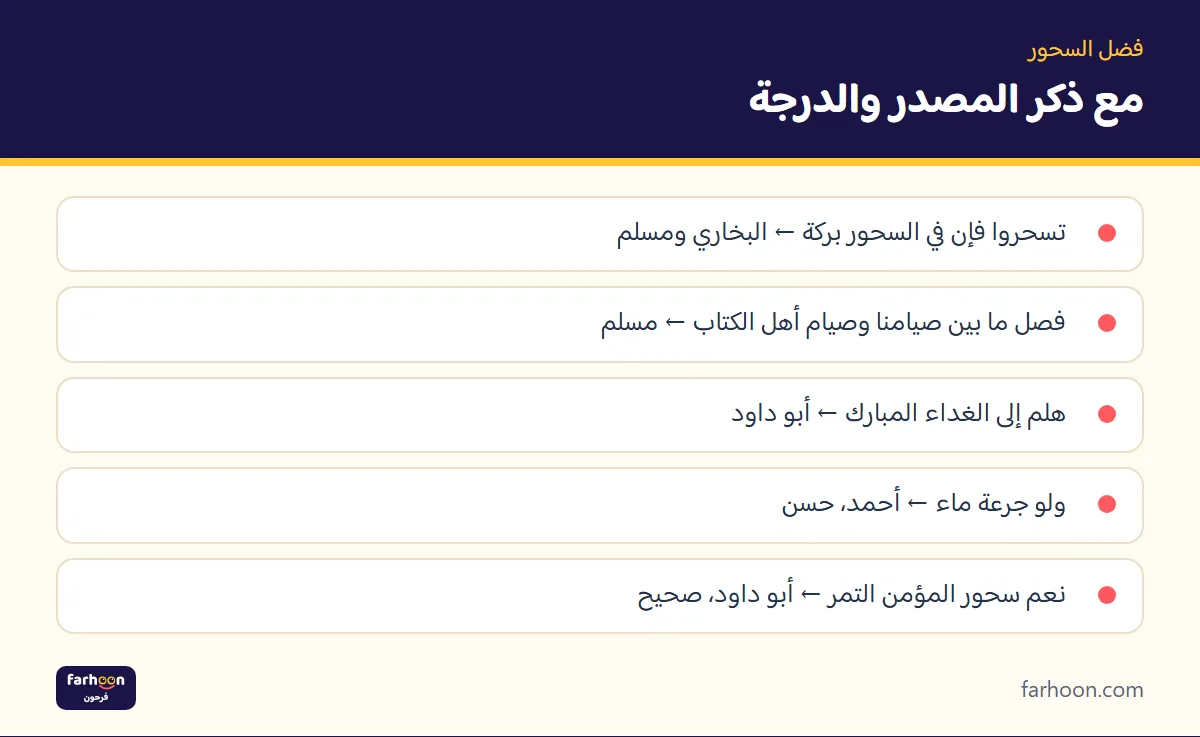 فضل السحور
مع ذكر المصدر والدرجة
تسحروا فإن في السحور بركة ← البخاري ومسلم
فصل ما بين صيامنا وصيام أهل الكتاب ← مسلم
هلم إلى الغداء المبارك ← أبو داود
ولو جرعة ماء ← أحمد، حسن
نعم سحور المؤمن التمر ← أبو داود، صحيح
farhoon.com
farhoon
فرحون